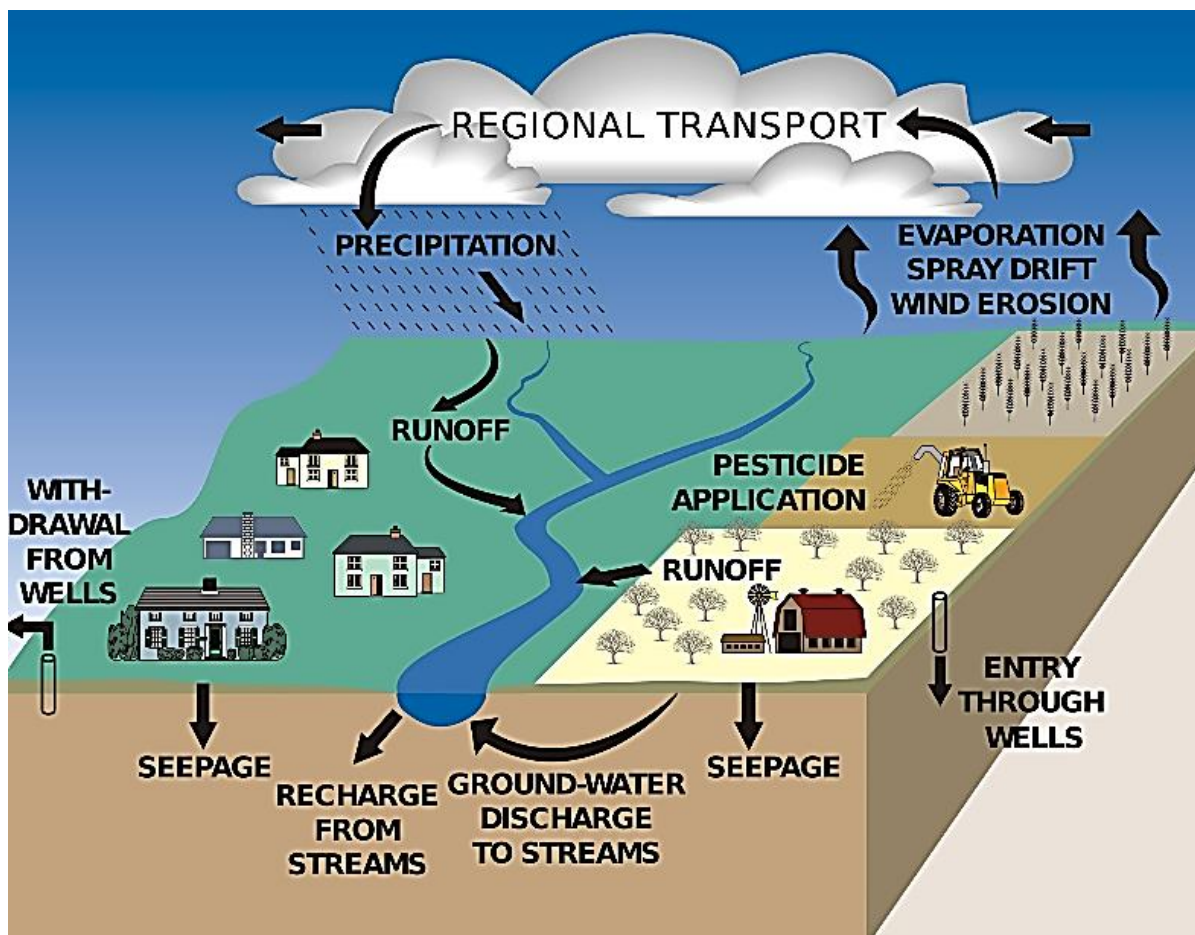 REGIONAL TRANSPORT
PRECIPITATION
EVAPORATION
SPRAY DRIFT
WIND EROSION
RUNOFF
PESTICIDE
APPLICATION
WITH-
DRAWAL
FROM
WELLS
RUNOFF
ENTRY
THROUGH
WELLS
SEEPAGE
RECHARGE
FROM
STREAMS
GROUND-WATER
DISCHARGE
TO STREAMS
SEEPAGE